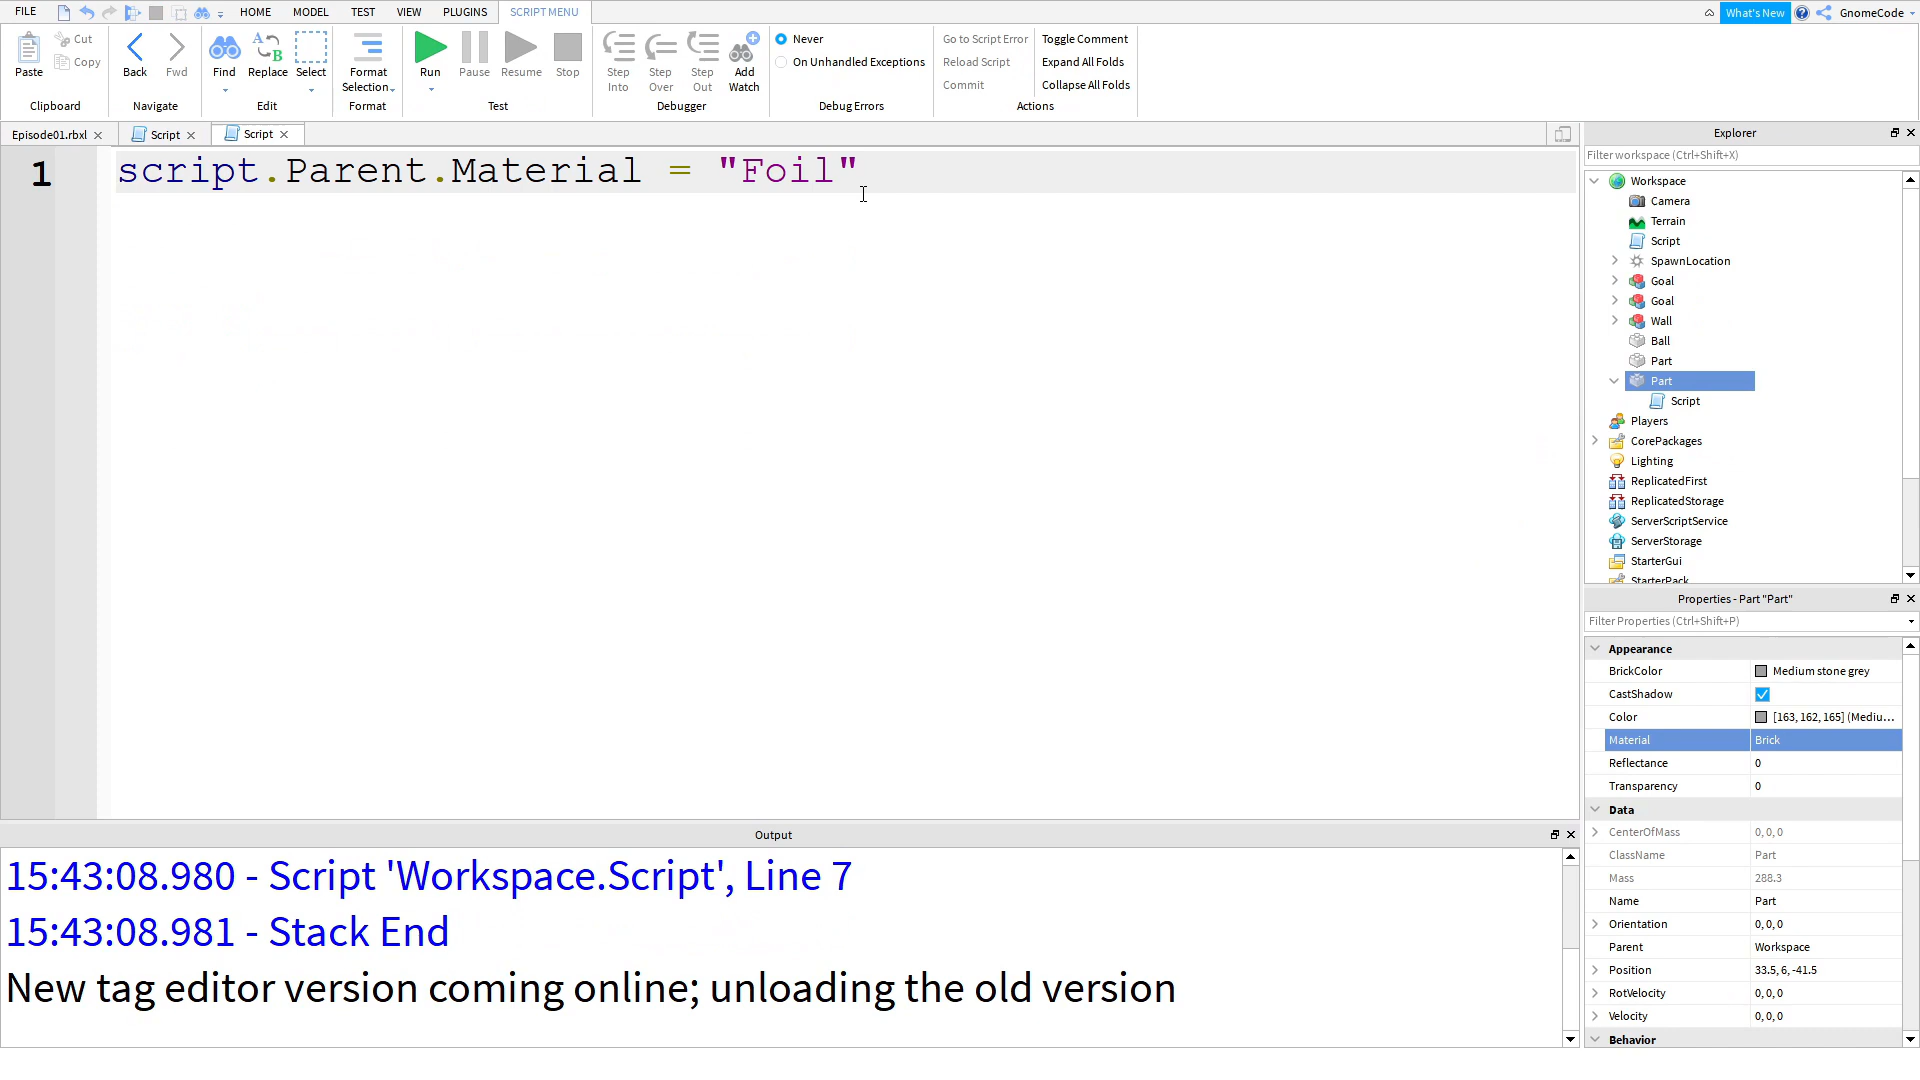 FILE HOME MODEL TEST VIEW PLUGINS SCRIPT MENU What's New GnomeCode
Paste Cut Copy
Clipboard
Back Fwd
Navigate
Find Replace Select
Edit
Format Selection
Format
Run Pause Resume Stop
Test
Step Into Step Over Step Out Add Watch
Debugger
Never
On Unhandled Exceptions
Debug Errors
Go to Script Error Toggle Comment
Reload Script Expand All Folds
Commit Collapse All Folds
Actions
Episode01.rbxl Script Script
1 script.Parent.Material = "Foil"
Explorer
Filter workspace (Ctrl+Shift+X)
Workspace
Camera
Terrain
Script
SpawnLocation
Goal
Goal
Wall
Ball
Part
Part
Script
Players
CorePackages
Lighting
ReplicatedFirst
ReplicatedStorage
ServerScriptService
ServerStorage
StarterGui
StarterPack
Properties - Part "Part"
Filter Properties (Ctrl+Shift+P)
Appearance
BrickColor Medium stone grey
CastShadow
Color [163, 162, 165] (Mediu...
Material Brick
Reflectance 0
Transparency 0
Data
CenterOfMass 0, 0, 0
ClassName Part
Mass 288.3
Name Part
Orientation 0, 0, 0
Parent Workspace
Position 33.5, 6, -41.5
RotVelocity 0, 0, 0
Velocity 0, 0, 0
Behavior
Output
15:43:08.980 - Script 'Workspace.Script', Line 7
15:43:08.981 - Stack End
New tag editor version coming online; unloading the old version